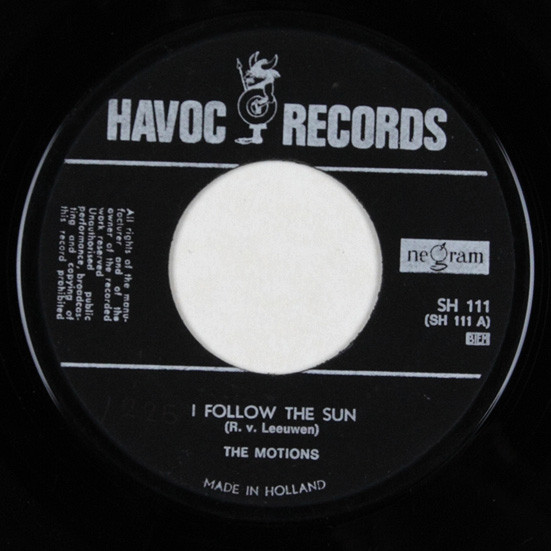 HAVOC RECORDS
All rights of the manu-
facturer and of the
owner of the recorded
work reserved
Unauthorised public
performance, broadcas-
ting and copying of
this record prohibited
negram
SH 111
(SH 111 A)
BIEM
I FOLLOW THE SUN
(R. v. Leeuwen)
THE MOTIONS
MADE IN HOLLAND